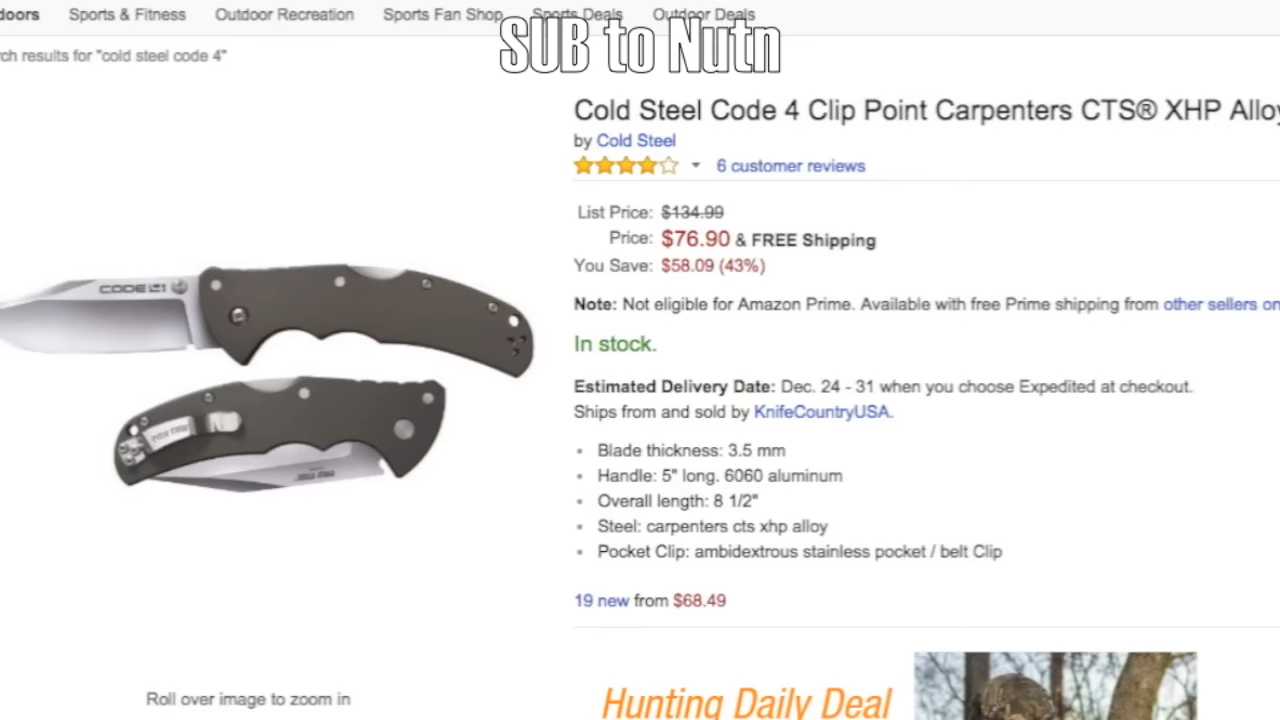 doors Sports & Fitness Outdoor Recreation Sports Fan Shop Sports Deals Outdoor Deals
SUB to Nutn
rch results for "cold steel code 4"
Cold Steel Code 4 Clip Point Carpenters CTS® XHP Alloy
by Cold Steel
6 customer reviews
List Price: $134.99
Price: $76.90 & FREE Shipping
You Save: $58.09 (43%)
Note: Not eligible for Amazon Prime. Available with free Prime shipping from other sellers on
In stock.
Estimated Delivery Date: Dec. 24 - 31 when you choose Expedited at checkout.
Ships from and sold by KnifeCountryUSA.
Blade thickness: 3.5 mm
Handle: 5" long. 6060 aluminum
Overall length: 8 1/2"
Steel: carpenters cts xhp alloy
Pocket Clip: ambidextrous stainless pocket / belt Clip
19 new from $68.49
CODE 4
Roll over image to zoom in
Hunting Daily Deal